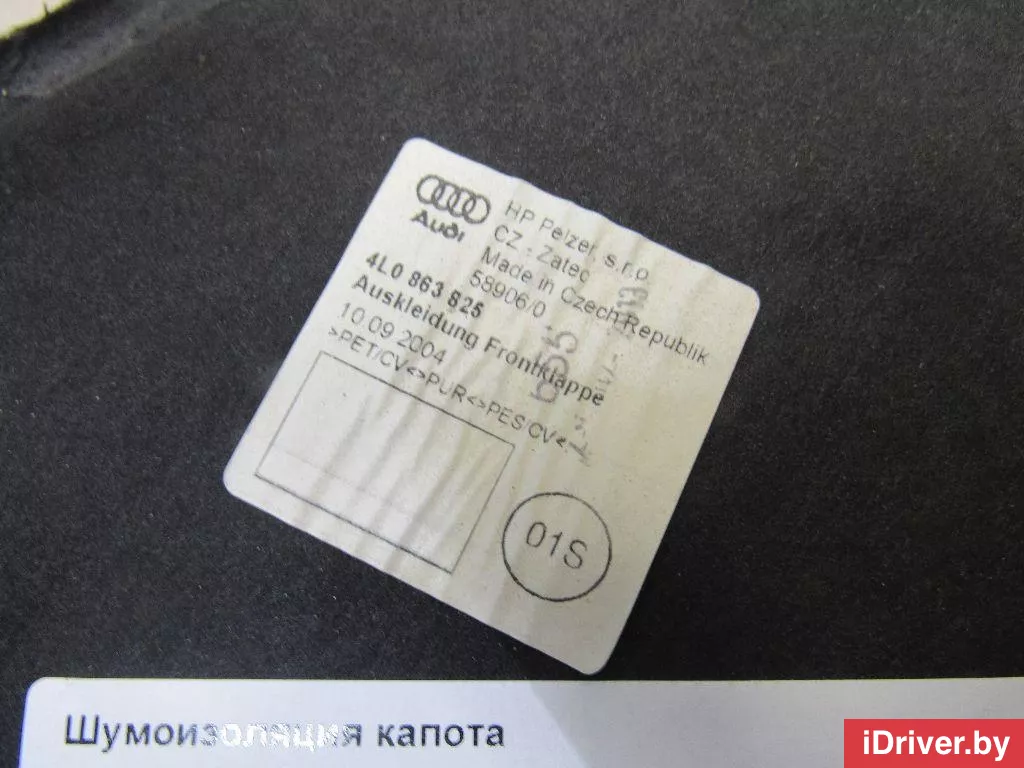 Audi
HP Pelzer, s.r.o.
CZ - Zatec
Made in Czech Republik
58906/0
4L0 863 825
Auskleidung Frontklappe
10.09.2004
>PET/CV<>PUR<>PES/CV<
01S
Шумоизоляция капота
iDriver.by